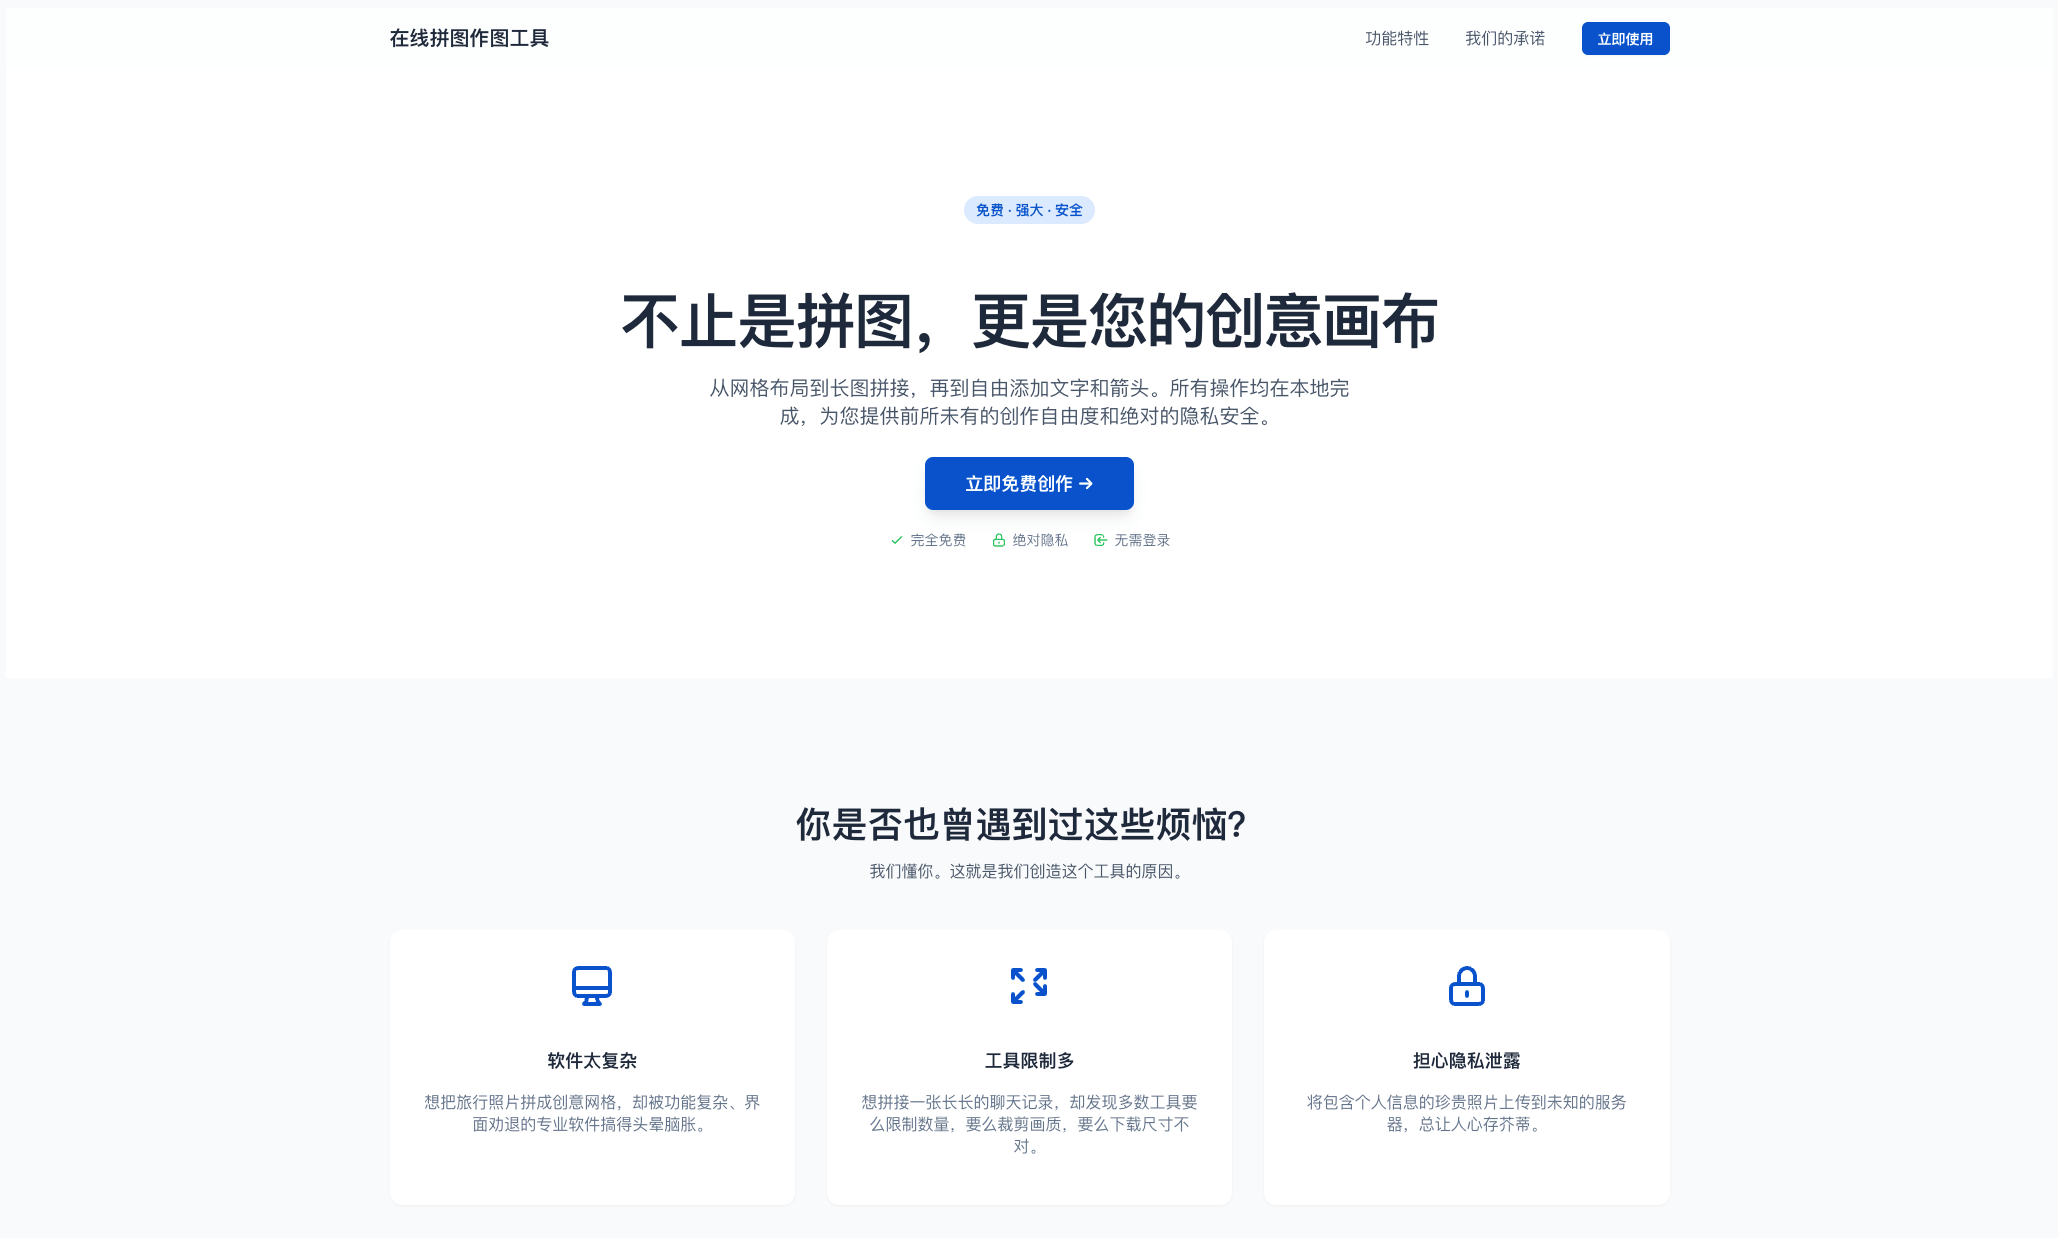 在线拼图作图工具
功能特性
我们的承诺
立即使用
免费 · 强大 · 安全
不止是拼图，更是您的创意画布
从网格布局到长图拼接，再到自由添加文字和箭头。所有操作均在本地完
成，为您提供前所未有的创作自由度和绝对的隐私安全。
立即免费创作 →
完全免费
绝对隐私
无需登录
你是否也曾遇到过这些烦恼?
我们懂你。这就是我们创造这个工具的原因。
软件太复杂
想把旅行照片拼成创意网格，却被功能复杂、界
面劝退的专业软件搞得头晕脑胀。
工具限制多
想拼接一张长长的聊天记录，却发现多数工具要
么限制数量，要么裁剪画质，要么下载尺寸不
对。
担心隐私泄露
将包含个人信息的珍贵照片上传到未知的服务
器，总让人心存芥蒂。